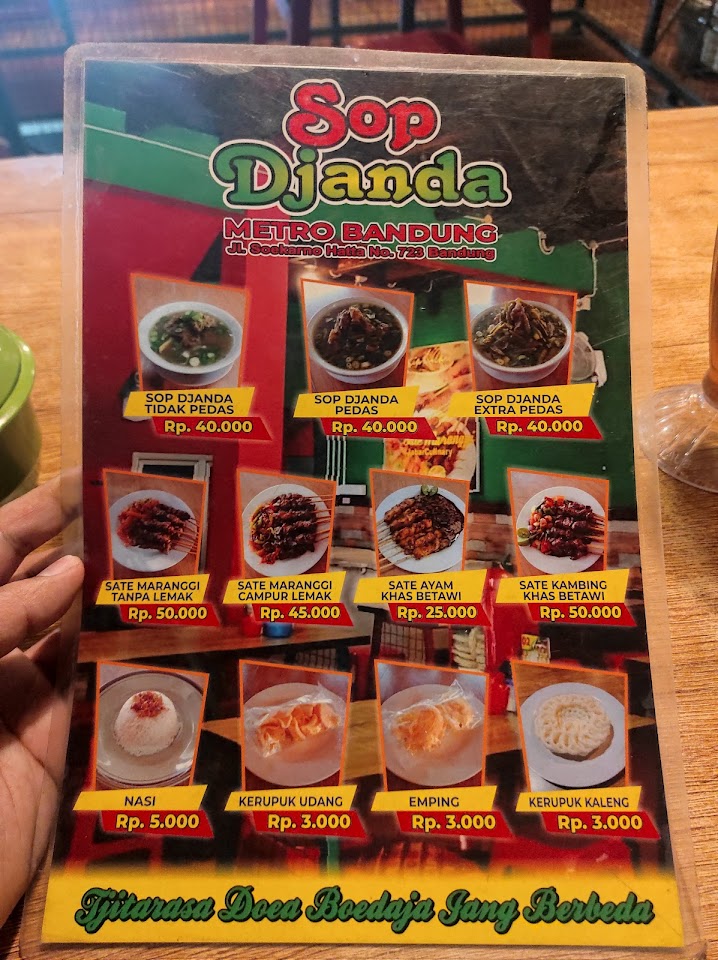 Sop
Djanda
METRO BANDUNG
JL. Soekarno Hatta No. 723 Bandung
SOP DJANDA
TIDAK PEDAS
Rp. 40.000
SOP DJANDA
PEDAS
Rp. 40.000
SOP DJANDA
EXTRA PEDAS
Rp. 40.000
SATE MARANGGI
TANPA LEMAK
Rp. 50.000
SATE MARANGGI
CAMPUR LEMAK
Rp. 45.000
SATE AYAM
KHAS BETAWI
Rp. 25.000
SATE KAMBING
KHAS BETAWI
Rp. 50.000
NASI
Rp. 5.000
KERUPUK UDANG
Rp. 3.000
EMPING
Rp. 3.000
KERUPUK KALENG
Rp. 3.000
Tjitarasa Doea Boedaja Jang Berbeda